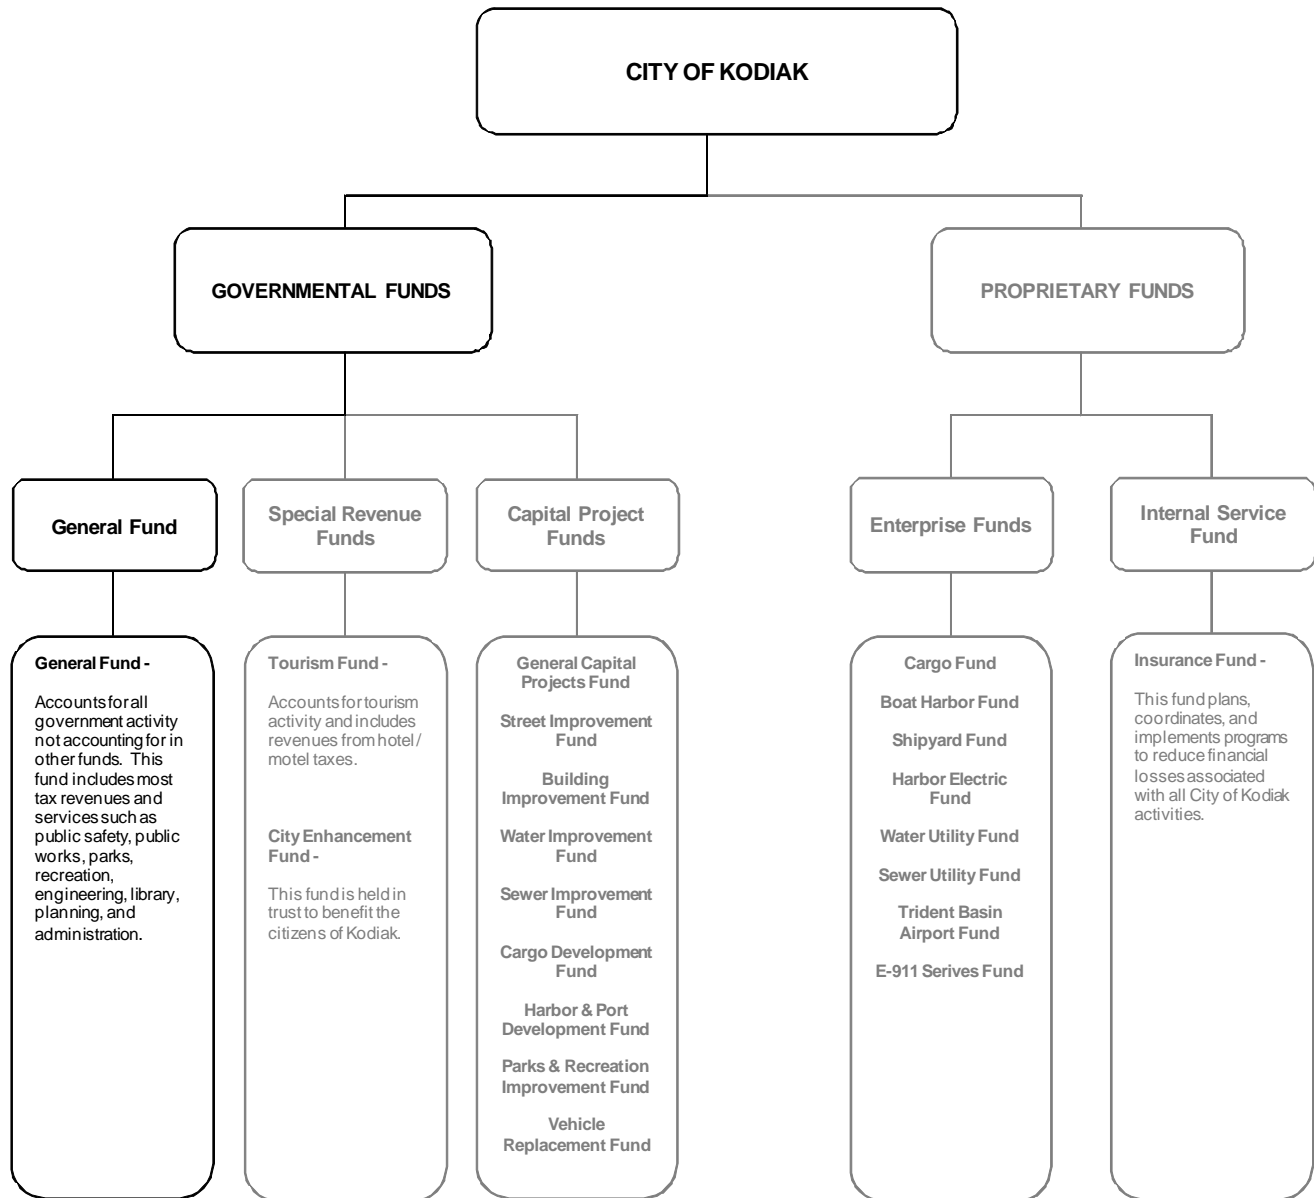 CITY OF KODIAK
GOVERNMENTAL FUNDS
PROPRIETARY FUNDS
General Fund
Special Revenue
Funds
Capital Project
Funds
Enterprise Funds
Internal Service
Fund
General Fund -
Accounts for all
government activity
not accounting for in
other funds. This
fund includes most
tax revenues and
services such as
public safety, public
works, parks,
recreation,
engineering, library,
planning, and
administration.
Tourism Fund -
Accounts for tourism
activity and includes
revenues from hotel/
motel taxes.
City Enhancement
Fund -
This fund is held in
trust to benefit the
citizens of Kodiak.
General Capital
Projects Fund
Street Improvement
Fund
Building
Improvement Fund
Water Improvement
Fund
Sewer Improvement
Fund
Cargo Development
Fund
Harbor & Port
Development Fund
Parks & Recreation
Improvement Fund
Vehicle
Replacement Fund
Cargo Fund
Boat Harbor Fund
Shipyard Fund
Harbor Electric
Fund
Water Utility Fund
Sewer Utility Fund
Trident Basin
Airport Fund
E-911 Serives Fund
Insurance Fund -
This fund plans,
coordinates, and
implements programs
to reduce financial
losses associated
with all City of Kodiak
activities.